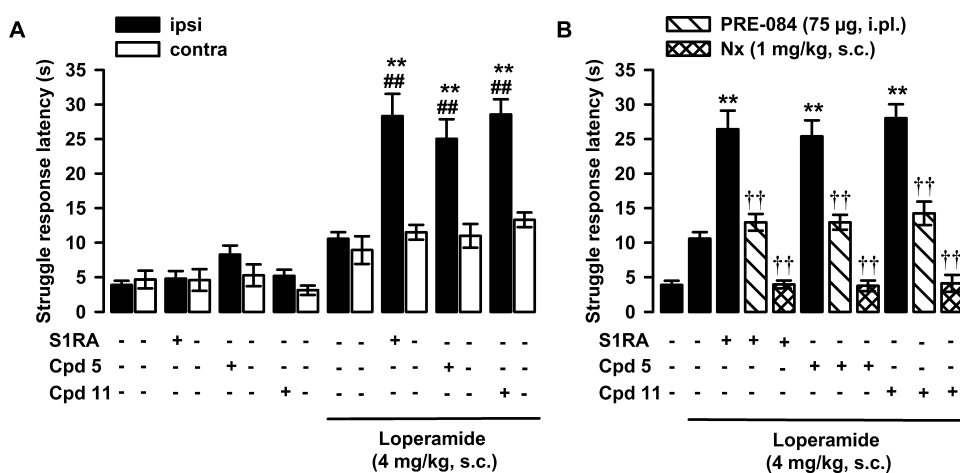 A
ipsi
contra
Struggle response latency (s)
35
30
25
20
15
10
5
0
** ** **
## ## ##
S1RA - - + - - - - - - - + - - - - -
Cpd 5 - - - - + - - - - - - - + - - -
Cpd 11 - - - - - - + - - - - - - - + -
Loperamide
(4 mg/kg, s.c.)
B
PRE-084 (75 µg, i.pl.)
Nx (1 mg/kg, s.c.)
Struggle response latency (s)
35
30
25
20
15
10
5
0
** ** **
†† †† ††
†† †† ††
S1RA - - + + + - - - - - -
Cpd 5 - - - - - + + + - - -
Cpd 11 - - - - - - - - + + +
Loperamide
(4 mg/kg, s.c.)